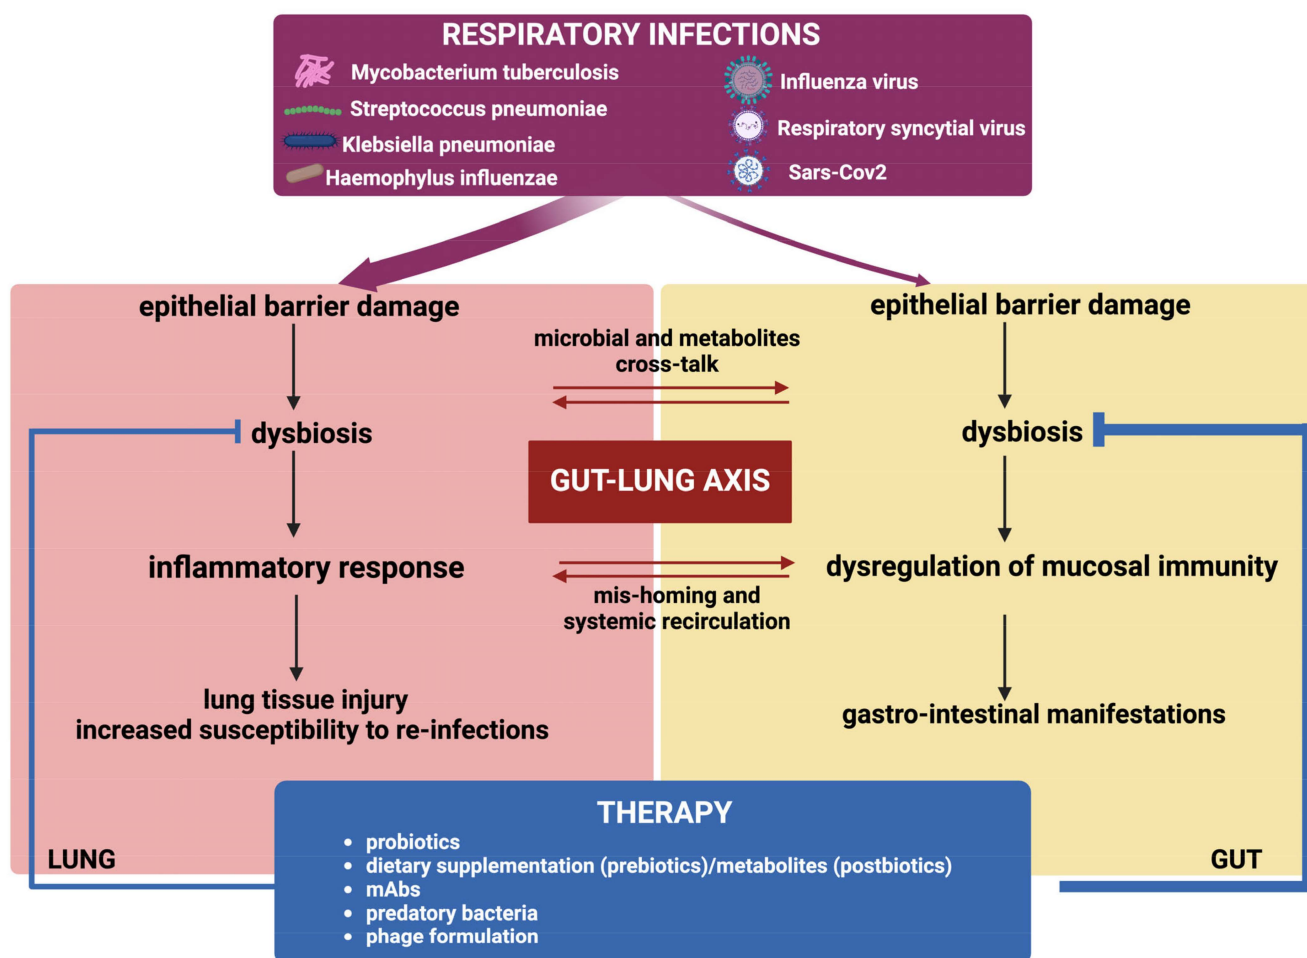 RESPIRATORY INFECTIONS
Mycobacterium tuberculosis
Streptococcus pneumoniae
Klebsiella pneumoniae
Haemophylus influenzae
Influenza virus
Respiratory syncytial virus
Sars-Cov2
epithelial barrier damage
dysbiosis
inflammatory response
lung tissue injury
increased susceptibility to re-infections
LUNG
microbial and metabolites
cross-talk
GUT-LUNG AXIS
mis-homing and
systemic recirculation
epithelial barrier damage
dysbiosis
dysregulation of mucosal immunity
gastro-intestinal manifestations
GUT
THERAPY
• probiotics
• dietary supplementation (prebiotics)/metabolites (postbiotics)
• mAbs
• predatory bacteria
• phage formulation